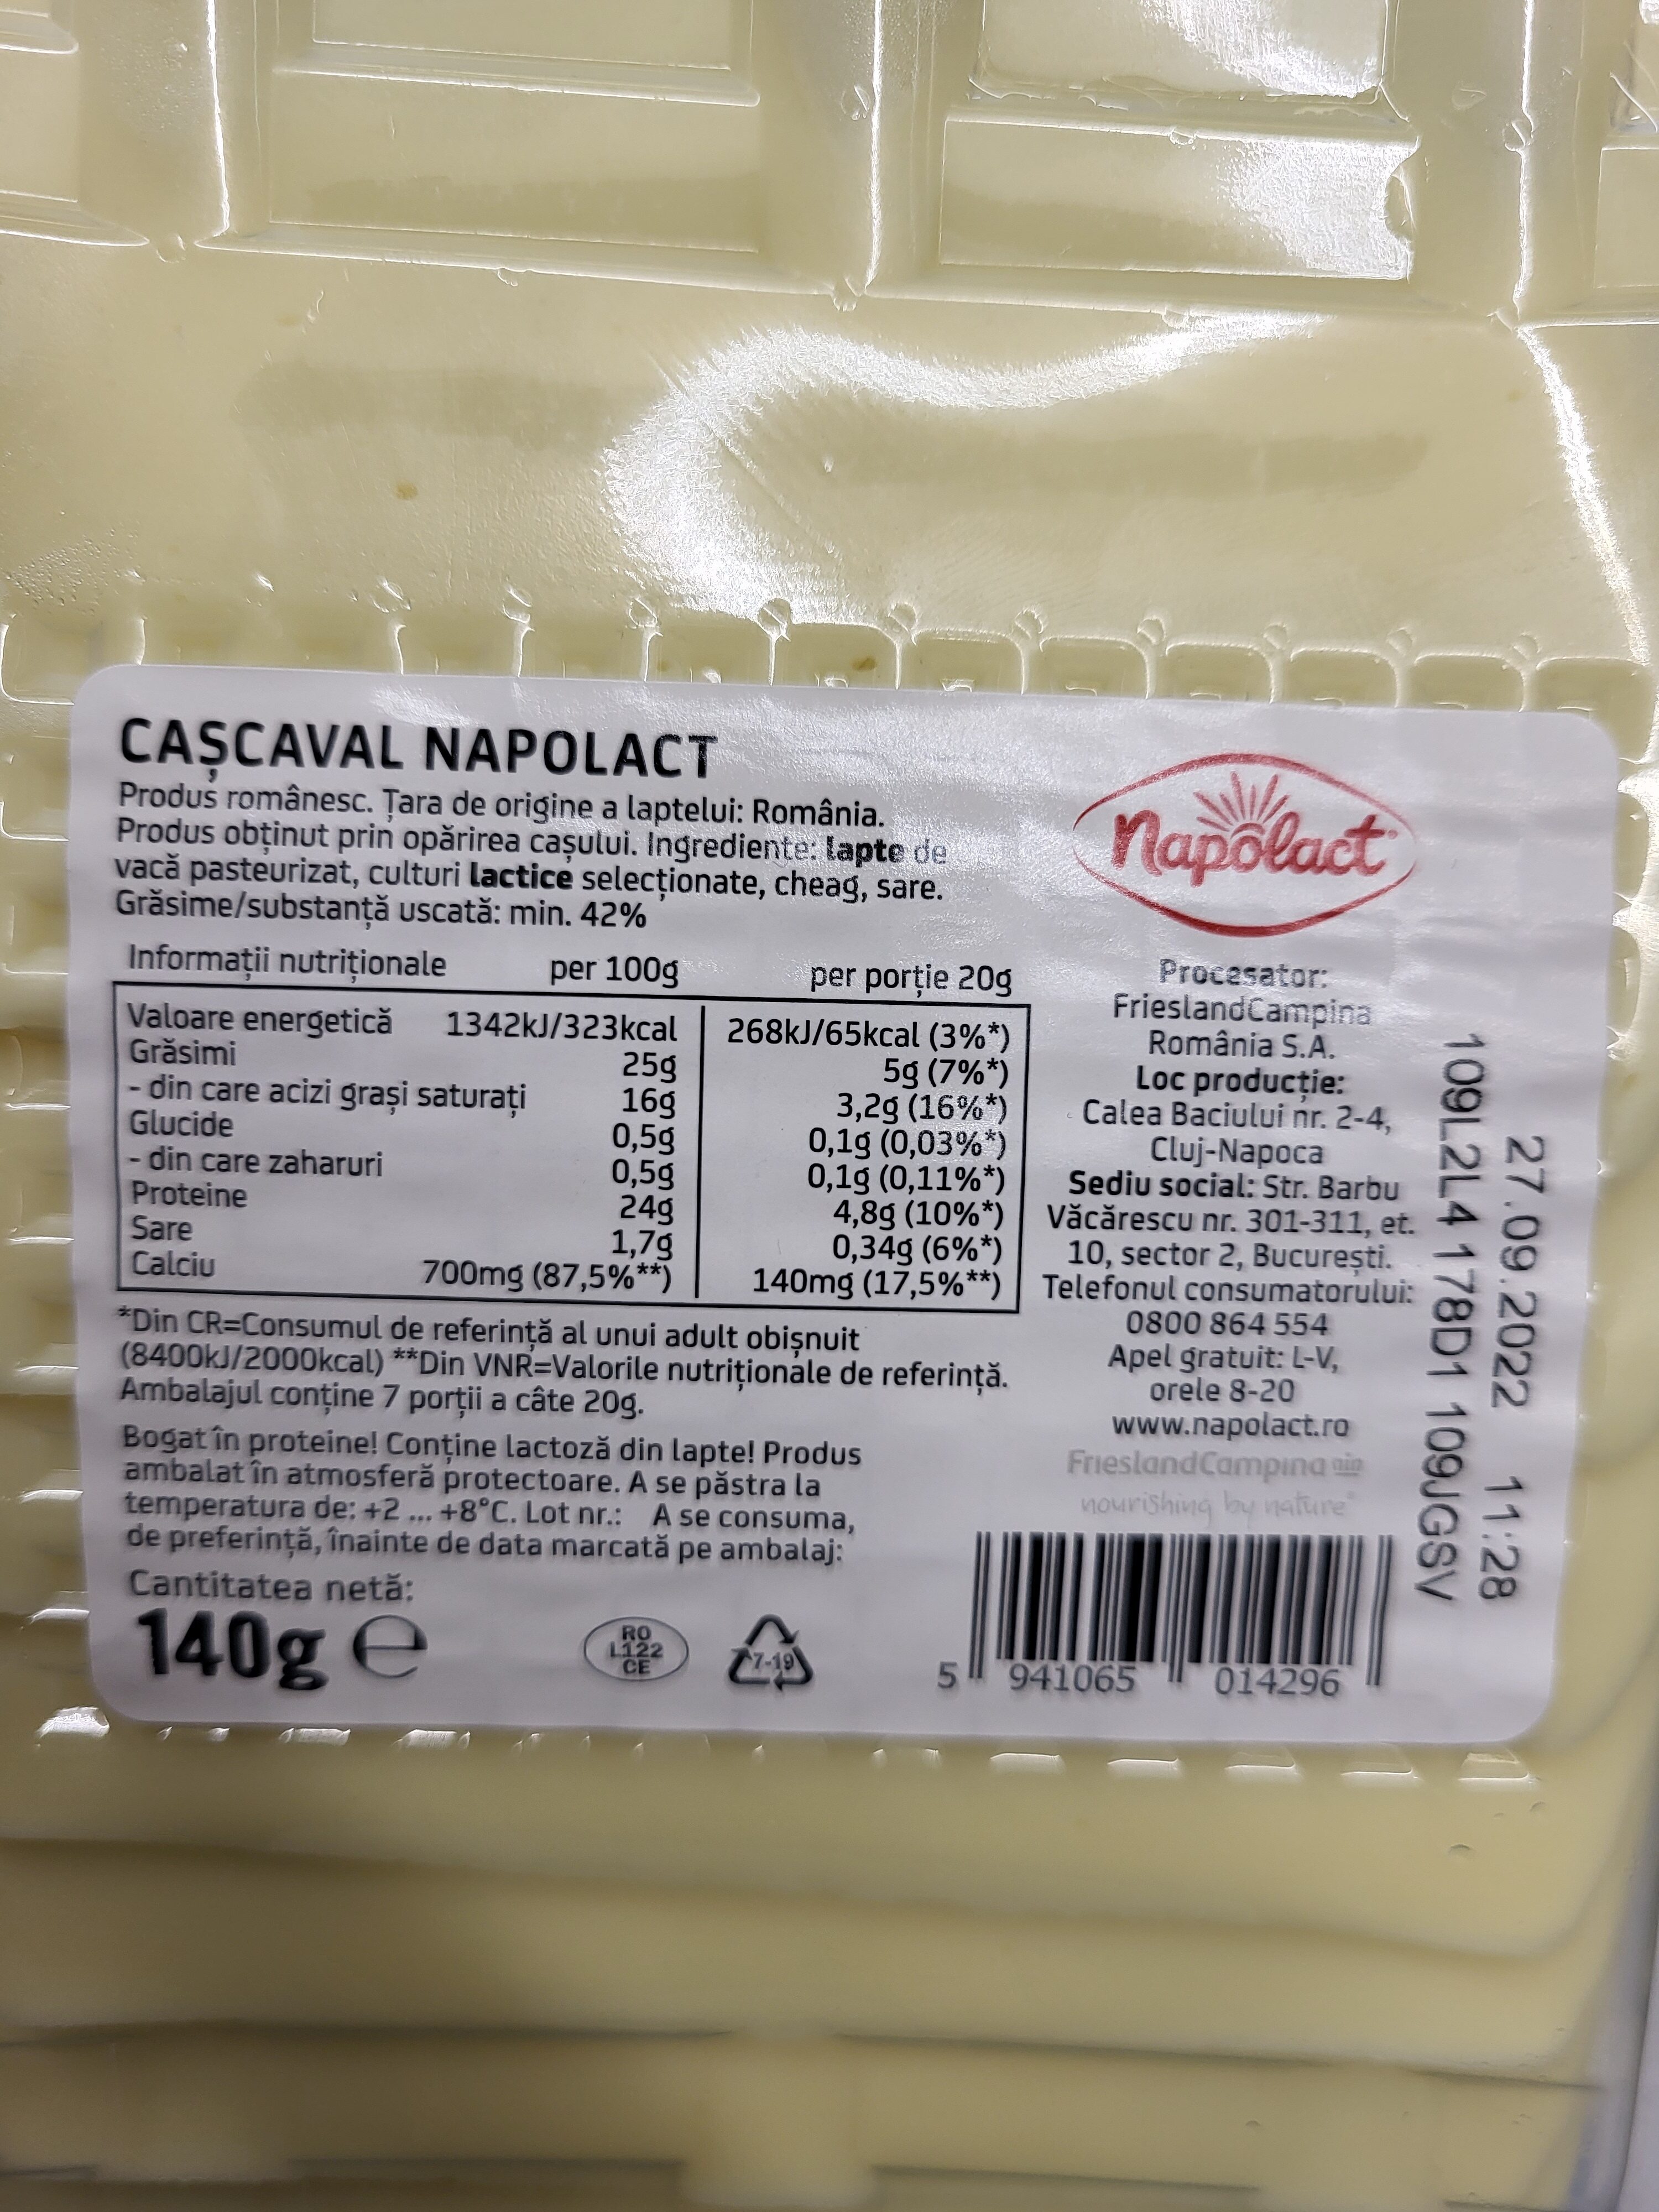 CAȘCAVAL NAPOLACT
Produs românesc. Țara de origine a laptelui: România.
Produs obținut prin opărirea cașului. Ingrediente: lapte de
vacă pasteurizat, culturi lactice selecționate, cheag, sare.
Grăsime/substanță uscată: min. 42%
Informații nutriționale per 100g per porție 20g
Valoare energetică 1342kJ/323kcal 268kJ/65kcal (3%*)
Grăsimi 25g 5g (7%*)
- din care acizi grași saturați 16g 3,2g (16%*)
Glucide 0,5g 0,1g (0,03%*)
- din care zaharuri 0,5g 0,1g (0,11%*)
Proteine 24g 4,8g (10%*)
Sare 1,7g 0,34g (6%*)
Calciu 700mg (87,5%**) 140mg (17,5%**)
*Din CR=Consumul de referință al unui adult obișnuit
(8400kJ/2000kcal) **Din VNR=Valorile nutriționale de referință.
Ambalajul conține 7 porții a câte 20g.
Bogat în proteine! Conține lactoză din lapte! Produs
ambalat în atmosferă protectoare. A se păstra la
temperatura de: +2 ... +8°C. Lot nr.: A se consuma,
de preferință, înainte de data marcată pe ambalaj:
Cantitatea netă:
140g e
RO
L122
CE
7-19
Napolact
Procesator:
FrieslandCampina
România S.A.
Loc producție:
Calea Baciului nr. 2-4,
Cluj-Napoca
Sediu social: Str. Barbu
Văcărescu nr. 301-311, et.
10, sector 2, București.
Telefonul consumatorului:
0800 864 554
Apel gratuit: L-V,
orele 8-20
www.napolact.ro
FrieslandCampina
nourishing by nature
5 941065 014296
27.09.2022 11:28
109L2L4 178D1 109JGSV